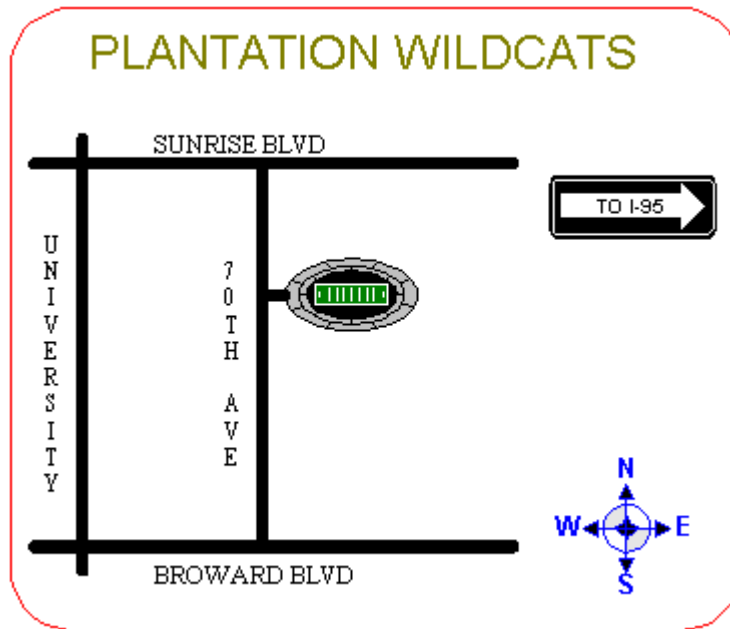 PLANTATION WILDCATS
SUNRISE BLVD
TO I-95
UNIVERSITY
70TH AVE
N
W E
S
BROWARD BLVD